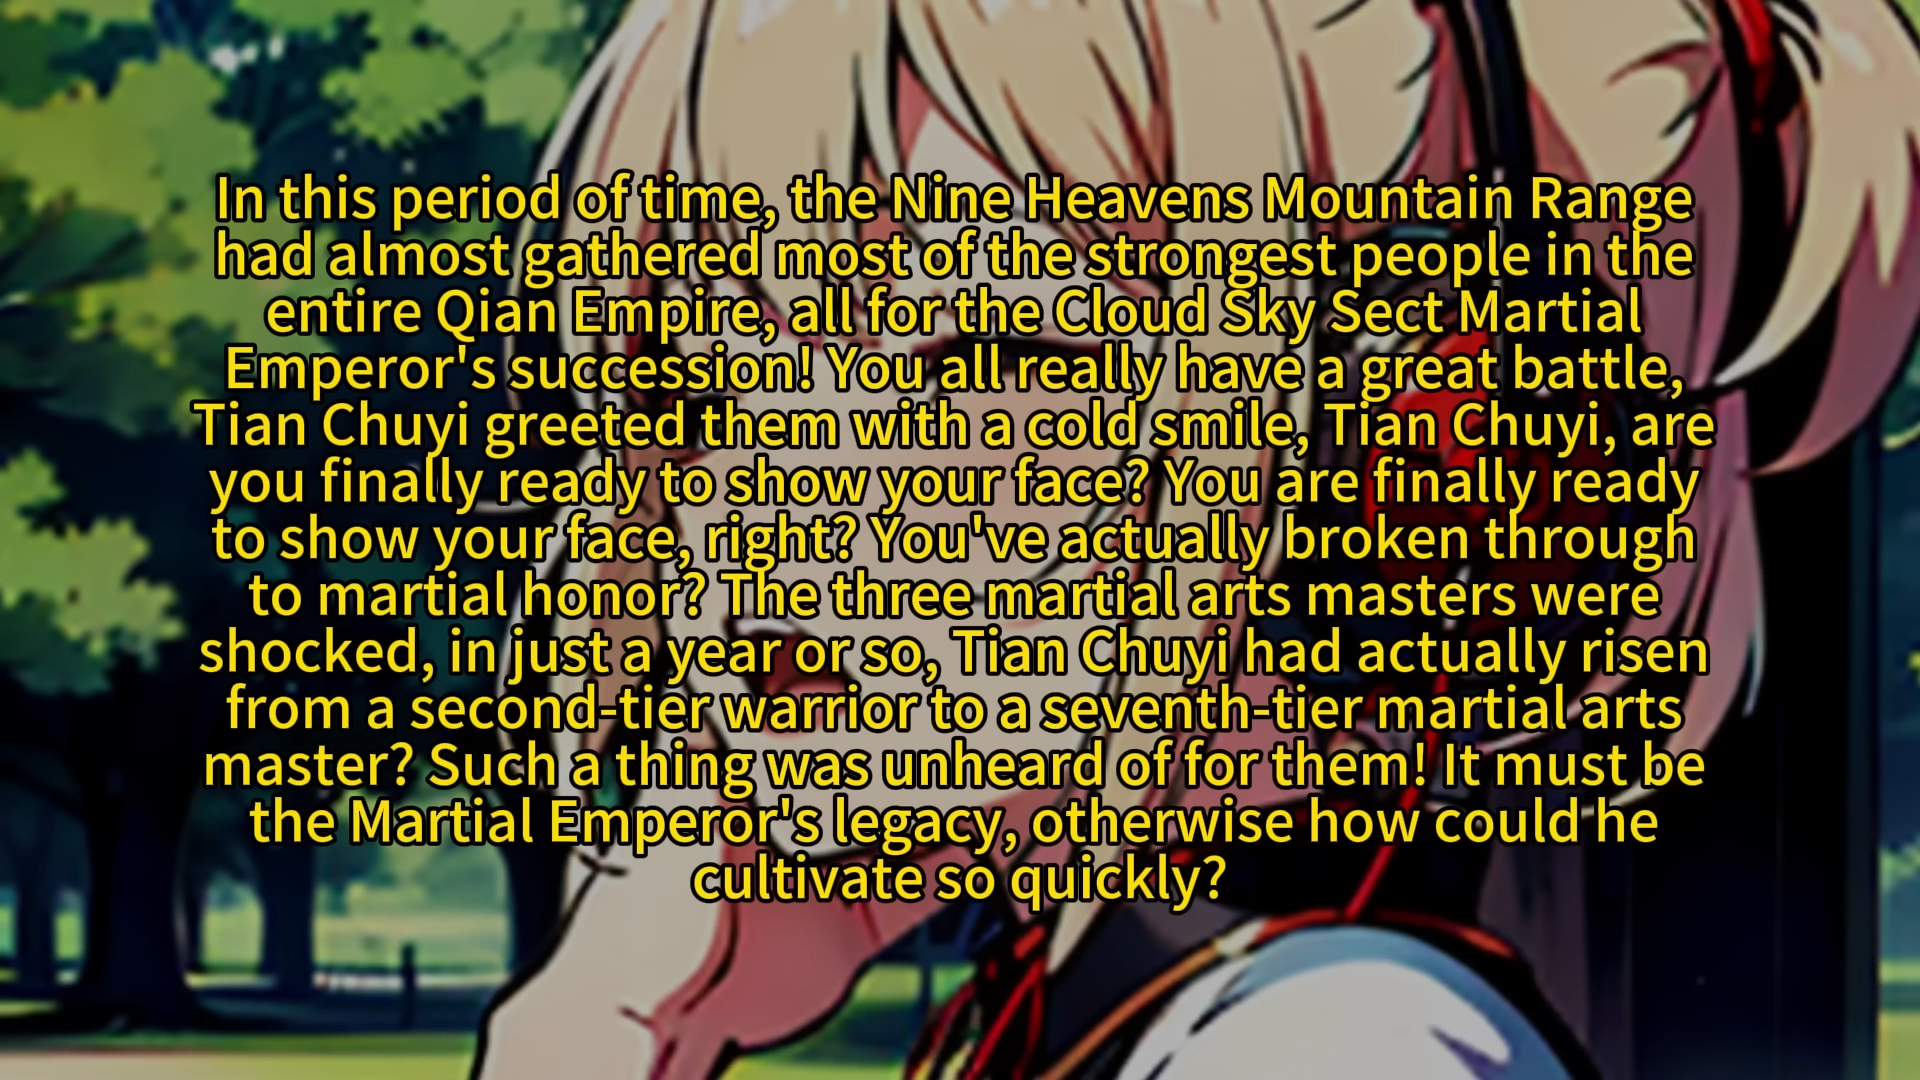 In this period of time, the Nine Heavens Mountain Range
had almost gathered most of the strongest people in the
entire Qian Empire, all for the Cloud Sky Sect Martial
Emperor's succession! You all really have a great battle,
Tian Chuyi greeted them with a cold smile, Tian Chuyi, are
you finally ready to show your face? You are finally ready
to show your face, right? You've actually broken through
to martial honor? The three martial arts masters were
shocked, in just a year or so, Tian Chuyi had actually risen
from a second-tier warrior to a seventh-tier martial arts
master? Such a thing was unheard of for them! It must be
the Martial Emperor's legacy, otherwise how could he
cultivate so quickly?